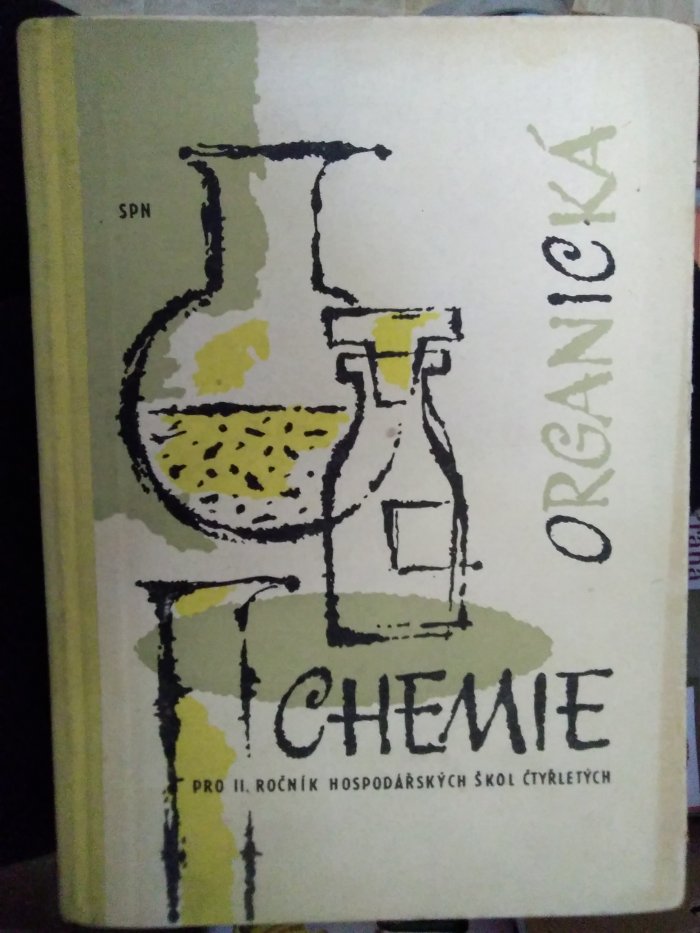 SPN
ORGANICKÁ
CHEMIE
PRO II. ROČNÍK HOSPODÁŘSKÝCH ŠKOL ČTYŘLETÝCH